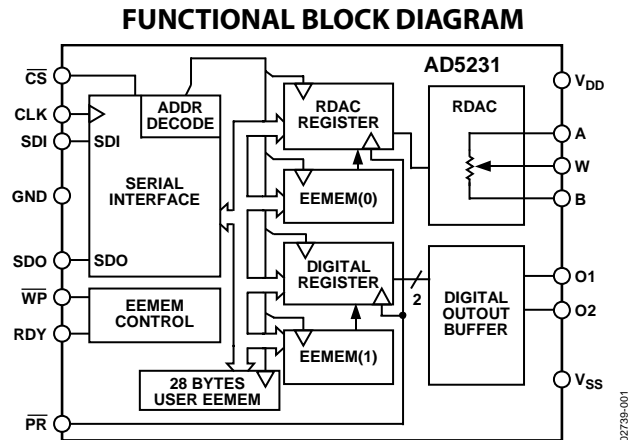 FUNCTIONAL BLOCK DIAGRAM
AD5231
CS
CLK
SDI
GND
SDO
WP
RDY
PR
ADDR
DECODE
SDI
SERIAL
INTERFACE
SDO
EEMEM
CONTROL
28 BYTES
USER EEMEM
RDAC
REGISTER
EEMEM(0)
DIGITAL
REGISTER
EEMEM(1)
2
RDAC
DIGITAL
OUTOUT
BUFFER
VDD
A
W
B
O1
O2
VSS
02739-001